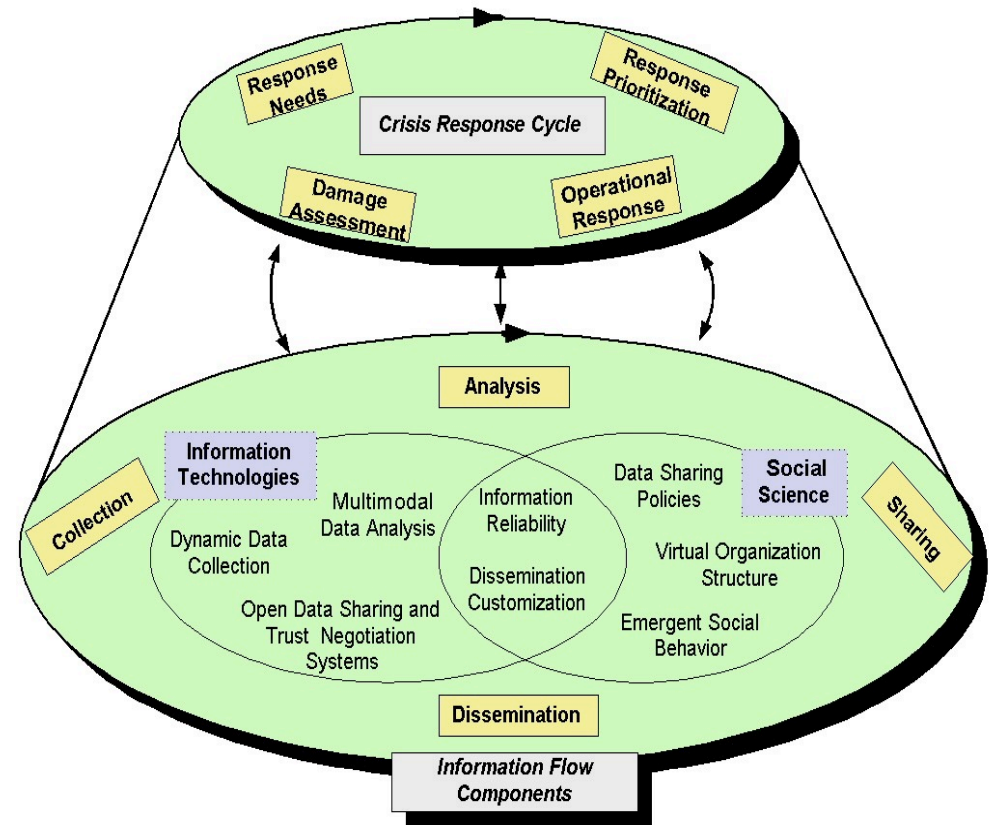 Response
Needs
Response
Prioritization
Crisis Response Cycle
Damage
Assessment
Operational
Response
Analysis
Information
Technologies
Social
Science
Collection
Sharing
Multimodal
Data Analysis
Information
Reliability
Data Sharing
Policies
Dynamic Data
Collection
Virtual Organization
Structure
Dissemination
Customization
Open Data Sharing and
Trust Negotiation
Systems
Emergent Social
Behavior
Dissemination
Information Flow
Components